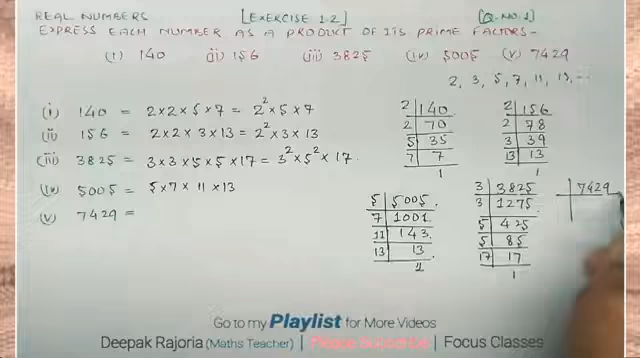 REAL NUMBERS [EXERCISE 1.2] [Q.NO.1]
EXPRESS EACH NUMBER AS A PRODUCT OF ITS PRIME FACTORS-
(i) 140 (ii) 156 (iii) 3825 (iv) 5005 (v) 7429
2, 3, 5, 7, 11, 13, ...
(i) 140 = 2×2×5×7 = 2²×5×7
(ii) 156 = 2×2×3×13 = 2²×3×13
(iii) 3825 = 3×3×5×5×17 = 3²×5²×17.
(iv) 5005 = 5×7×11×13
(v) 7429 =
2 | 140
2 | 70
5 | 35
7 | 7
1
2 | 156
2 | 78
3 | 39
13 | 13
1
5 | 5005
7 | 1001
11 | 143
13 | 13
1
3 | 3825
3 | 1275
5 | 425
5 | 85
17 | 17
1
7429
Go to my Playlist for More Videos
Deepak Rajoria (Maths Teacher) | Please Subscribe | Focus Classes